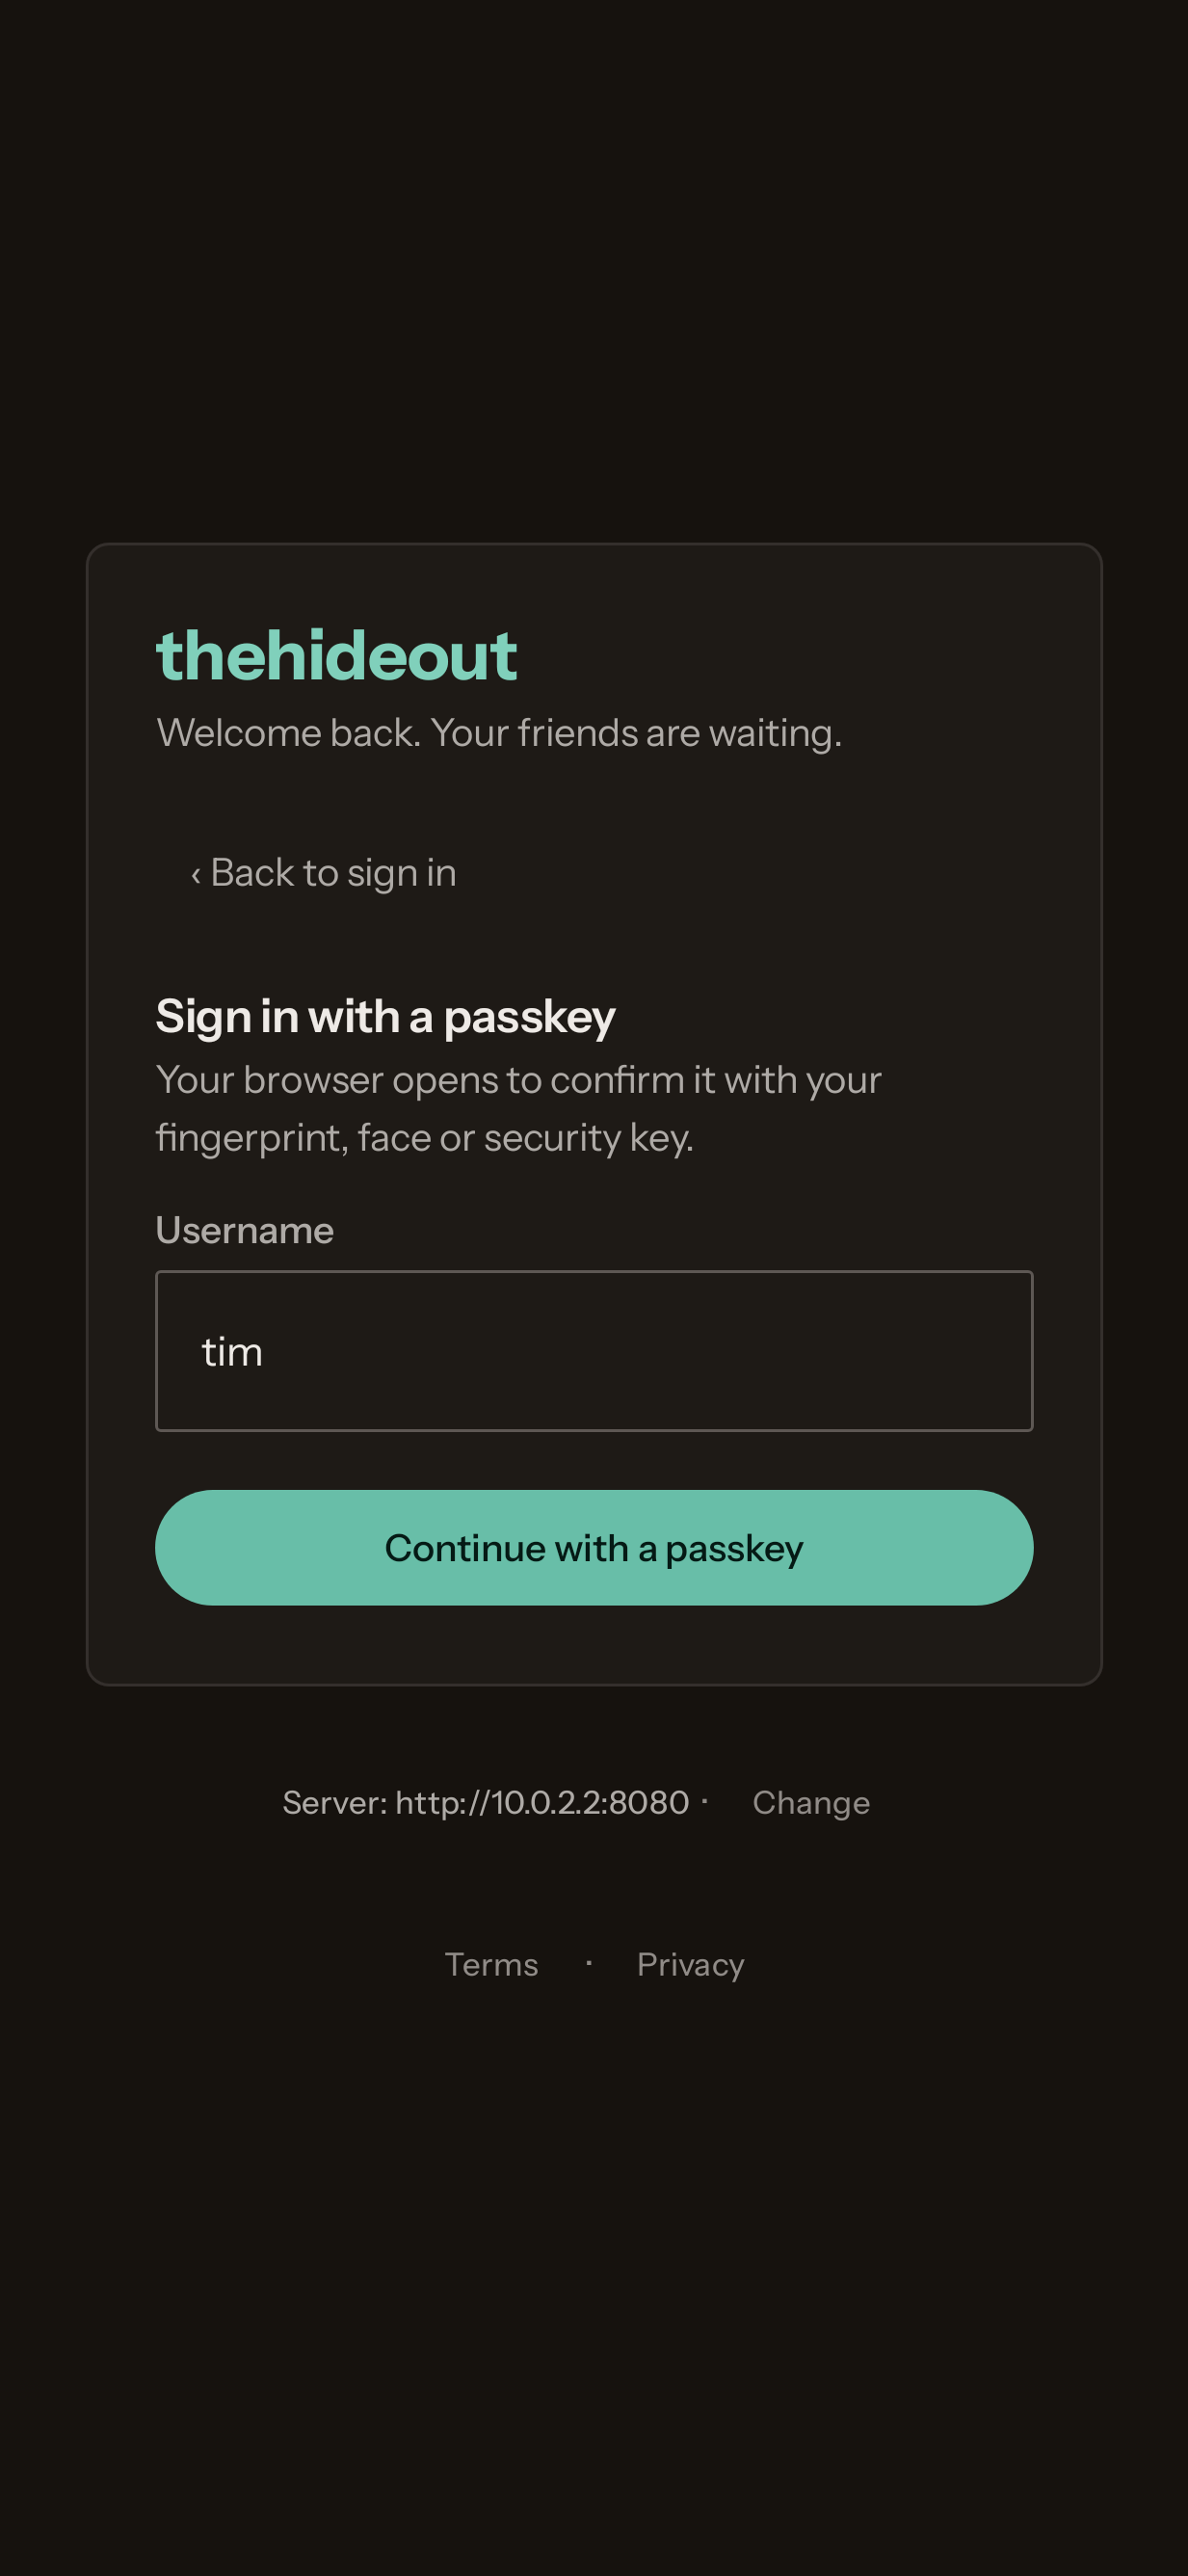 thehideout
Welcome back. Your friends are waiting.
‹ Back to sign in
Sign in with a passkey
Your browser opens to confirm it with your
fingerprint, face or security key.
Username
tim
Continue with a passkey
Server: http://10.0.2.2:8080 · Change
Terms · Privacy